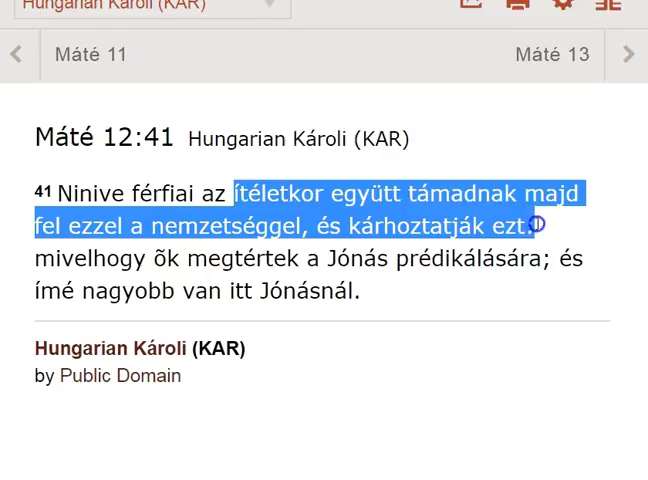 Hungarian Károli (KAR)
Máté 11
Máté 13
Máté 12:41 Hungarian Károli (KAR)
41 Ninive férfiai az ítéletkor együtt támadnak majd
fel ezzel a nemzetséggel, és kárhoztatják ezt:
mivelhogy õk megtértek a Jónás prédikálására; és
ímé nagyobb van itt Jónásnál.
Hungarian Károli (KAR)
by Public Domain